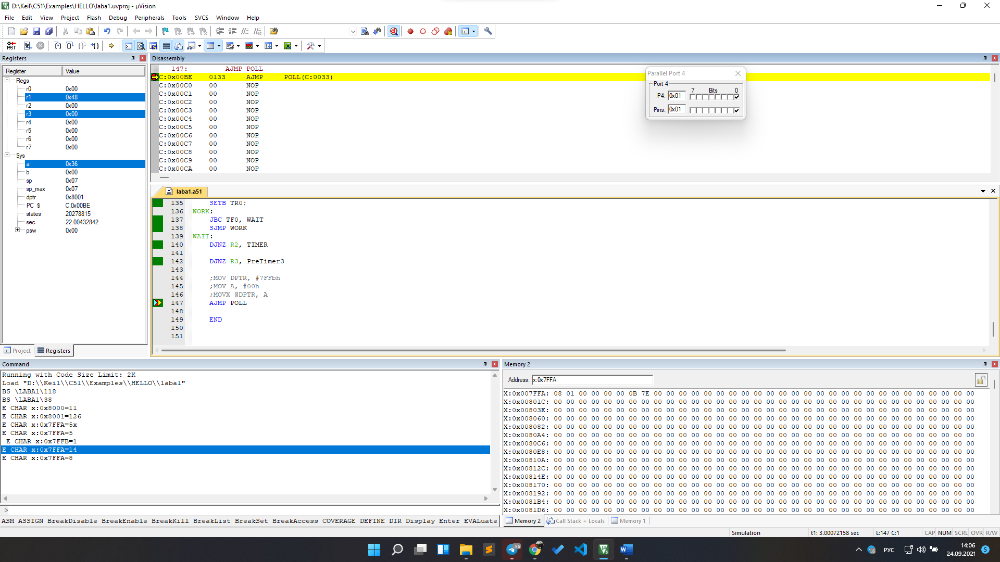 D:\Keil\C51\Examples\HELLO\laba1.uvproj - µVision
File Edit View Project Flash Debug Peripherals Tools SVCS Window Help
Registers
Register Value
Regs
r0 0x00
r1 0x48
r2 0x00
r3 0x00
r4 0x00
r5 0x00
r6 0x00
r7 0x00
Sys
a 0x36
b 0x00
sp 0x07
sp_max 0x07
dptr 0x8001
PC $ C:0x00BE
states 20278815
sec 22.00432842
psw 0x00
Project Registers
Disassembly
147: AJMP POLL
C:0x00BE 0133 AJMP POLL(C:0033)
C:0x00C0 00 NOP
C:0x00C1 00 NOP
C:0x00C2 00 NOP
C:0x00C3 00 NOP
C:0x00C4 00 NOP
C:0x00C5 00 NOP
C:0x00C6 00 NOP
C:0x00C7 00 NOP
C:0x00C8 00 NOP
C:0x00C9 00 NOP
C:0x00CA 00 NOP
Parallel Port 4
Port 4
7 Bits 0
P4: 0x01
Pins: 0x01
laba1.a51
135 SETB TR0;
136 WORK:
137 JBC TF0, WAIT
138 SJMP WORK
139 WAIT:
140 DJNZ R2, TIMER
141
142 DJNZ R3, PreTimer3
143
144 ;MOV DPTR, #7FFbh
145 ;MOV A, #00h
146 ;MOVX @DPTR, A
147 AJMP POLL
148
149 END
150
151
Command
Running with Code Size Limit: 2K
Load "D:\\Keil\\C51\\Examples\\HELLO\\laba1"
BS \LABA1\118
BS \LABA1\38
E CHAR x:0x8000=11
E CHAR x:0x8001=126
E CHAR x:0x7FFA=5x
E CHAR x:0x7FFA=5
E CHAR x:0x7FFB=1
E CHAR x:0x7FFA=14
E CHAR x:0x7FFA=8
>
ASM ASSIGN BreakDisable BreakEnable BreakKill BreakList BreakSet BreakAccess COVERAGE DEFINE DIR Display Enter EVALuate
Memory 2
Address: x:0x7FFA
X:0x007FFA: 08 01 00 00 00 00 0B 7E 00 00 00 00 00 00 00 00 00 00 00 00 00 00 00 00 00 00 00 00 00 00 00 00 00 00
X:0x00801C: 00 00 00 00 00 00 00 00 00 00 00 00 00 00 00 00 00 00 00 00 00 00 00 00 00 00 00 00 00 00 00 00 00 00
X:0x00803E: 00 00 00 00 00 00 00 00 00 00 00 00 00 00 00 00 00 00 00 00 00 00 00 00 00 00 00 00 00 00 00 00 00 00
X:0x008060: 00 00 00 00 00 00 00 00 00 00 00 00 00 00 00 00 00 00 00 00 00 00 00 00 00 00 00 00 00 00 00 00 00 00
X:0x008082: 00 00 00 00 00 00 00 00 00 00 00 00 00 00 00 00 00 00 00 00 00 00 00 00 00 00 00 00 00 00 00 00 00 00
X:0x0080A4: 00 00 00 00 00 00 00 00 00 00 00 00 00 00 00 00 00 00 00 00 00 00 00 00 00 00 00 00 00 00 00 00 00 00
X:0x0080C6: 00 00 00 00 00 00 00 00 00 00 00 00 00 00 00 00 00 00 00 00 00 00 00 00 00 00 00 00 00 00 00 00 00 00
X:0x0080E8: 00 00 00 00 00 00 00 00 00 00 00 00 00 00 00 00 00 00 00 00 00 00 00 00 00 00 00 00 00 00 00 00 00 00
X:0x00810A: 00 00 00 00 00 00 00 00 00 00 00 00 00 00 00 00 00 00 00 00 00 00 00 00 00 00 00 00 00 00 00 00 00 00
X:0x00812C: 00 00 00 00 00 00 00 00 00 00 00 00 00 00 00 00 00 00 00 00 00 00 00 00 00 00 00 00 00 00 00 00 00 00
X:0x00814E: 00 00 00 00 00 00 00 00 00 00 00 00 00 00 00 00 00 00 00 00 00 00 00 00 00 00 00 00 00 00 00 00 00 00
X:0x008170: 00 00 00 00 00 00 00 00 00 00 00 00 00 00 00 00 00 00 00 00 00 00 00 00 00 00 00 00 00 00 00 00 00 00
X:0x008192: 00 00 00 00 00 00 00 00 00 00 00 00 00 00 00 00 00 00 00 00 00 00 00 00 00 00 00 00 00 00 00 00 00 00
X:0x0081B4: 00 00 00 00 00 00 00 00 00 00 00 00 00 00 00 00 00 00 00 00 00 00 00 00 00 00 00 00 00 00 00 00 00 00
X:0x0081D6: 00 00 00 00 00 00 00 00 00 00 00 00 00 00 00 00 00 00 00 00 00 00 00 00 00 00 00 00 00 00 00 00 00 00
Memory 2 Call Stack + Locals Memory 1
Simulation t1: 3.00072158 sec L:147 C:1 CAP NUM SCRL OVR R/W
96
РУС
14:06
24.09.2021
5